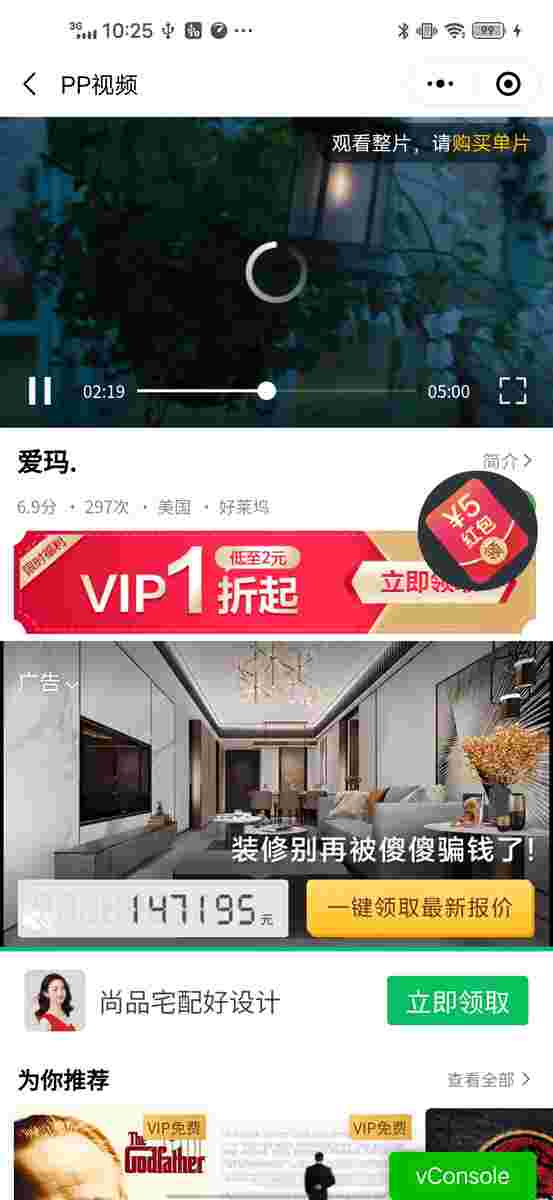 3G 10:25 99
PP视频
观看整片，请购买单片
02:19 05:00
爱玛.
简介
6.9分 · 297次 · 美国 · 好莱坞
¥5
红包
领
限时福利
VIP1折起
低至2元
立即领取
广告
装修别再被傻傻骗钱了！
147195元
一键领取最新报价
尚品宅配好设计
立即领取
为你推荐
查看全部
VIP免费
VIP免费
The
Godfather
vConsole